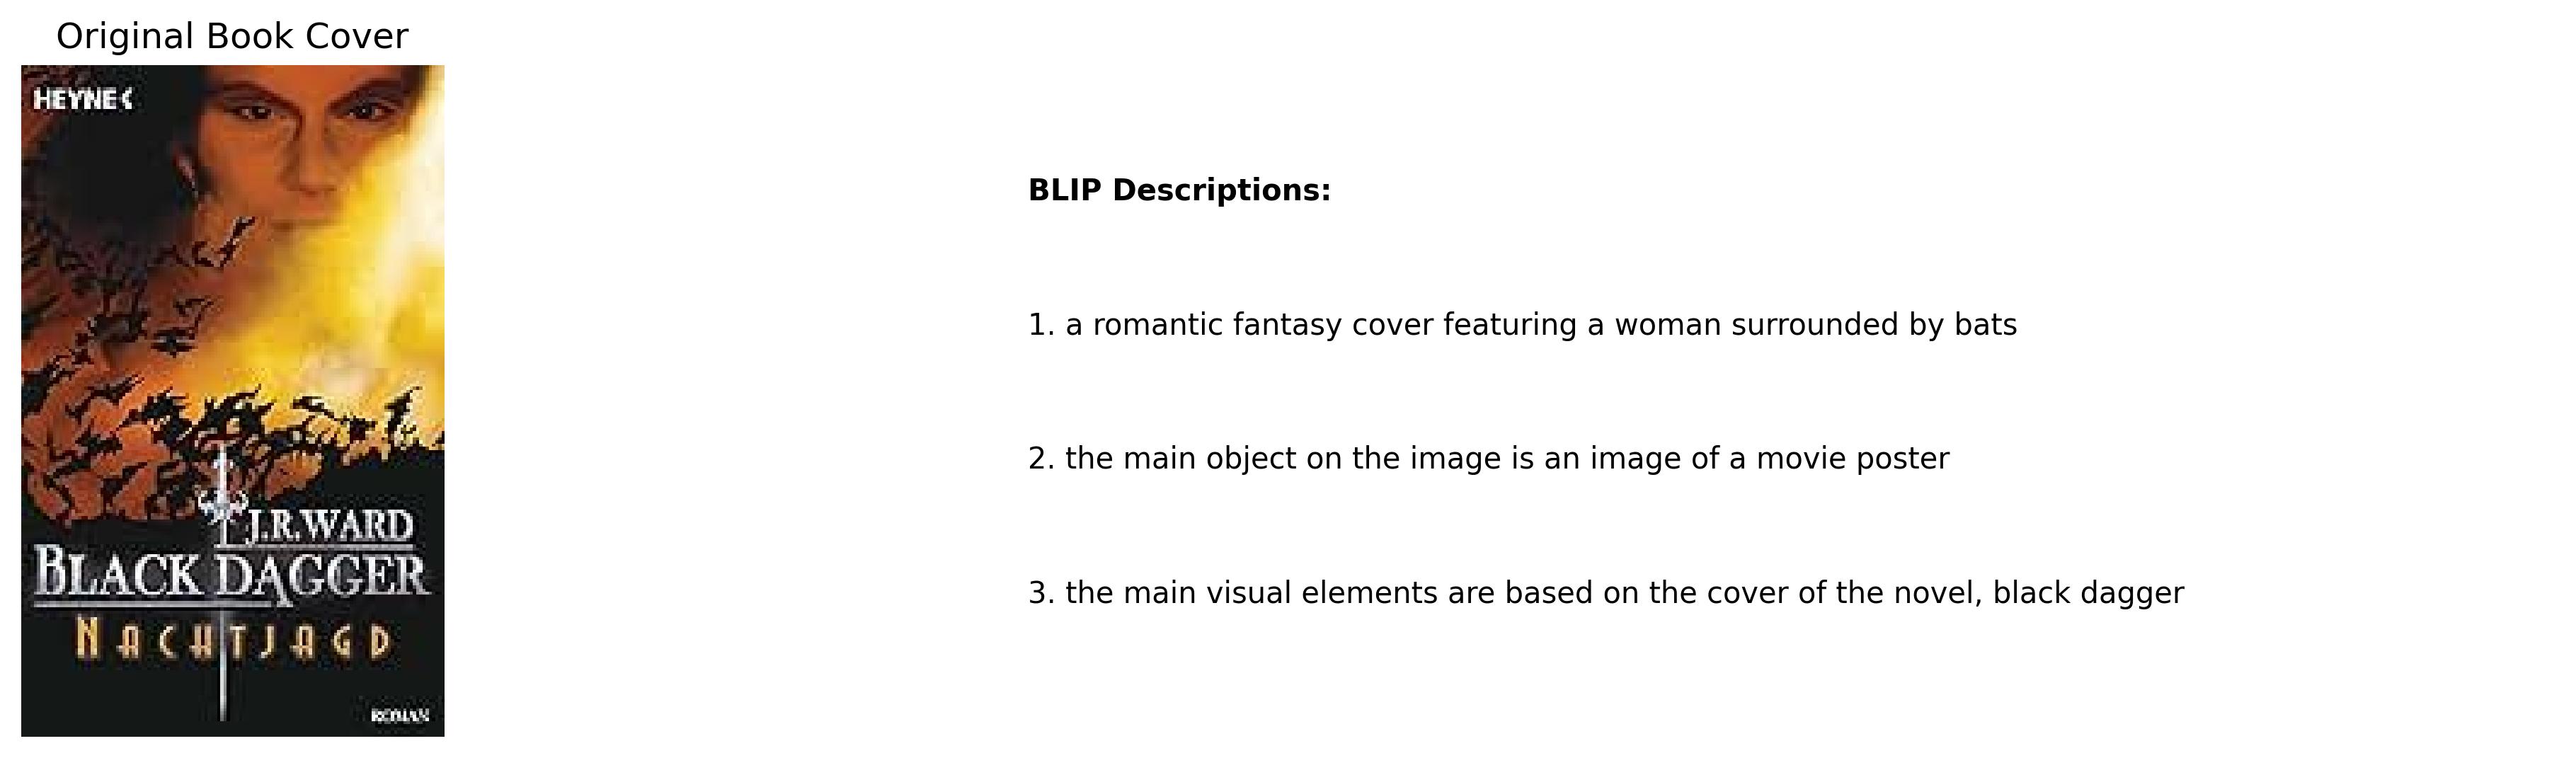 Original Book Cover
HEYNE<
J.R.WARD
BLACK DAGGER
NACHTJAGD
ROMAN
BLIP Descriptions:
1. a romantic fantasy cover featuring a woman surrounded by bats
2. the main object on the image is an image of a movie poster
3. the main visual elements are based on the cover of the novel, black dagger